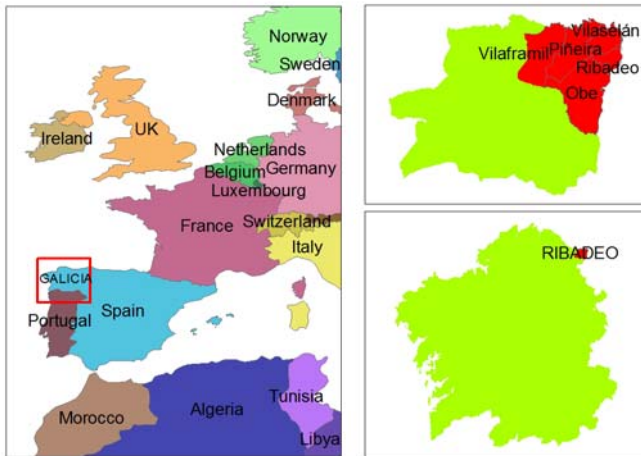 Norway
Sweden
Denmark
UK
Ireland
Netherlands
Belgium
Germany
Luxembourg
France
Switzerland
Italy
GALICIA
Portugal
Spain
Morocco
Algeria
Tunisia
Libya
Vilaselán
Vilaframil
Piñeira
Ribadeo
Obe
RIBADEO